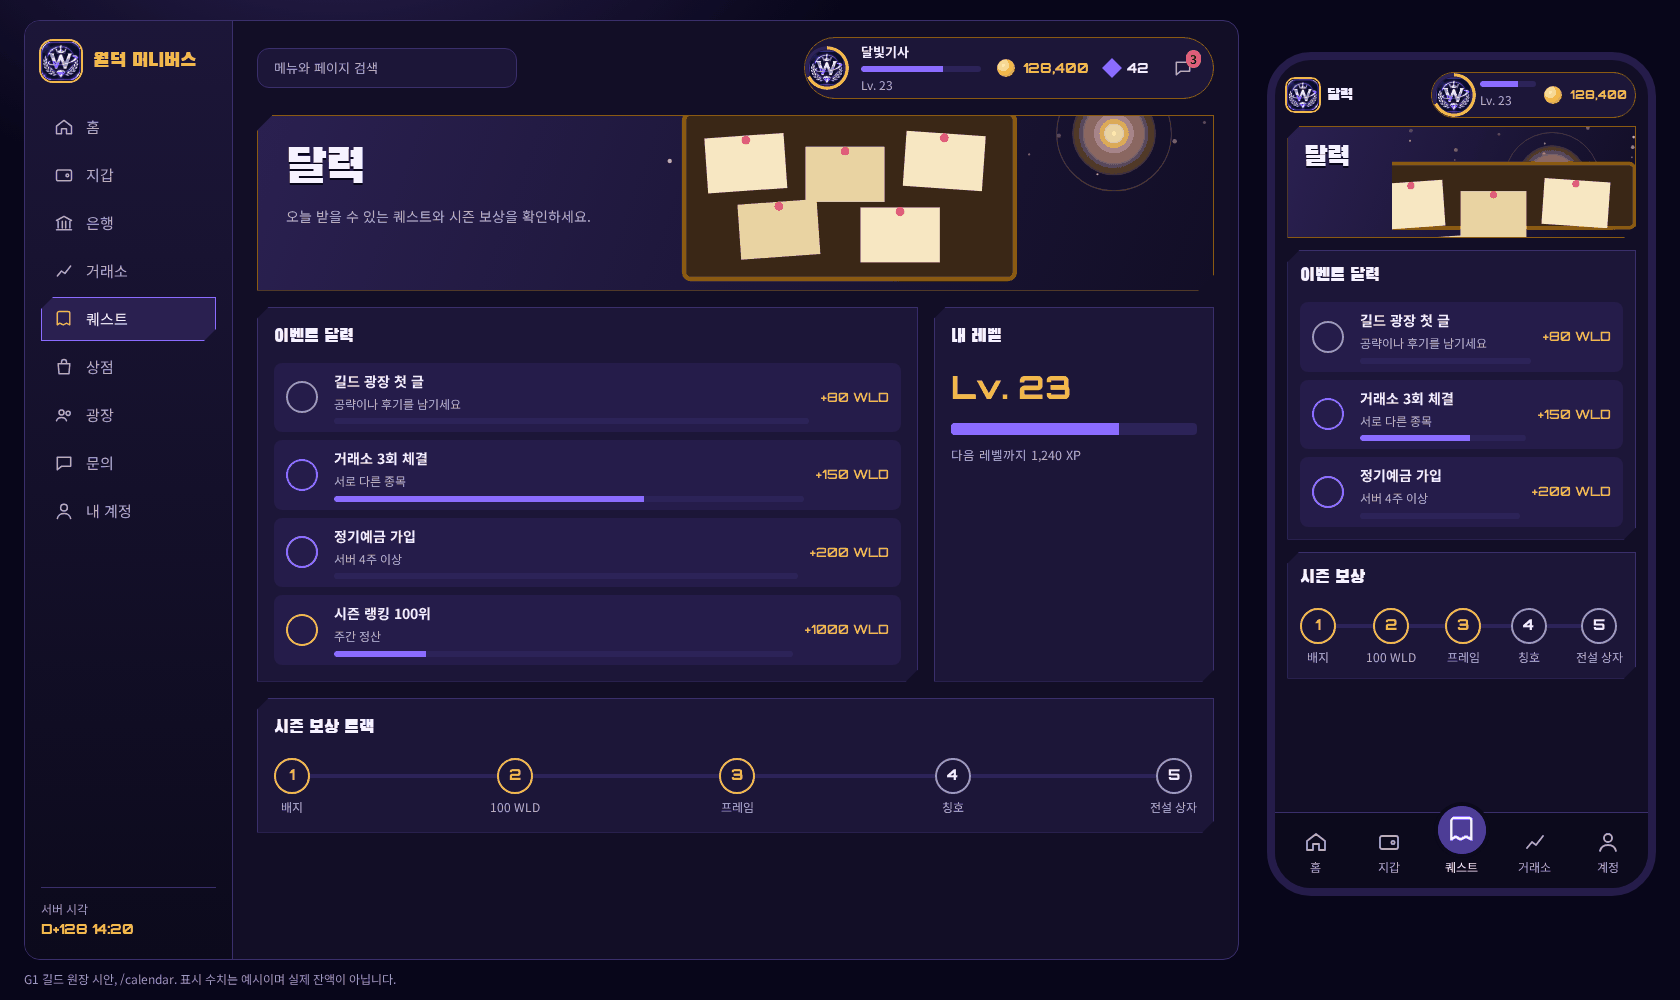 윈덕 머니버스
홈
지갑
은행
거래소
퀘스트
상점
광장
문의
내 계정
서버 시각
D+128 14:20
메뉴와 페이지 검색
W
달빛기사
Lv. 23
128,400
42
3
달력
오늘 받을 수 있는 퀘스트와 시즌 보상을 확인하세요.
이벤트 달력
길드 광장 첫 글
공략이나 후기를 남기세요
+80 WLD
거래소 3회 체결
서로 다른 종목
+150 WLD
정기예금 가입
서버 4주 이상
+200 WLD
시즌 랭킹 100위
주간 정산
+1000 WLD
내 레벨
Lv. 23
다음 레벨까지 1,240 XP
시즌 보상 트랙
1
2
3
4
5
배지
100 WLD
프레임
칭호
전설 상자
G1 길드 원장 시안, /calendar. 표시 수치는 예시이며 실제 잔액이 아닙니다.
W
달력
W
Lv. 23
128,400
달력
이벤트 달력
길드 광장 첫 글
공략이나 후기를 남기세요
+80 WLD
거래소 3회 체결
서로 다른 종목
+150 WLD
정기예금 가입
서버 4주 이상
+200 WLD
시즌 보상
1
2
3
4
5
배지
100 WLD
프레임
칭호
전설 상자
홈
지갑
퀘스트
거래소
계정